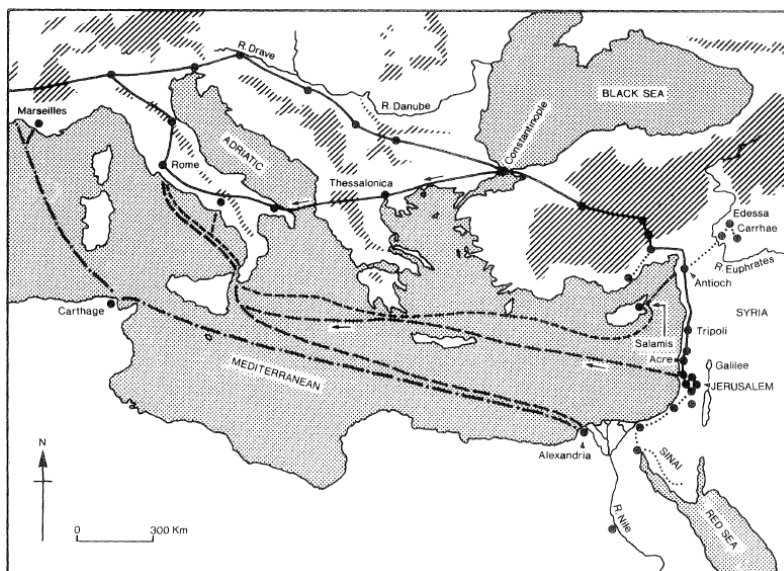 R. Drave
R. Danube
BLACK SEA
Marseilles
Constantinople
ADRIATIC
Rome
Thessalonica
Edessa
Carrhae
R. Euphrates
Antioch
SYRIA
Carthage
Tripoli
Salamis
Acre
Galilee
JERUSALEM
MEDITERRANEAN
N
Alexandria
SINAI
0 300 Km
R. Nile
RED SEA